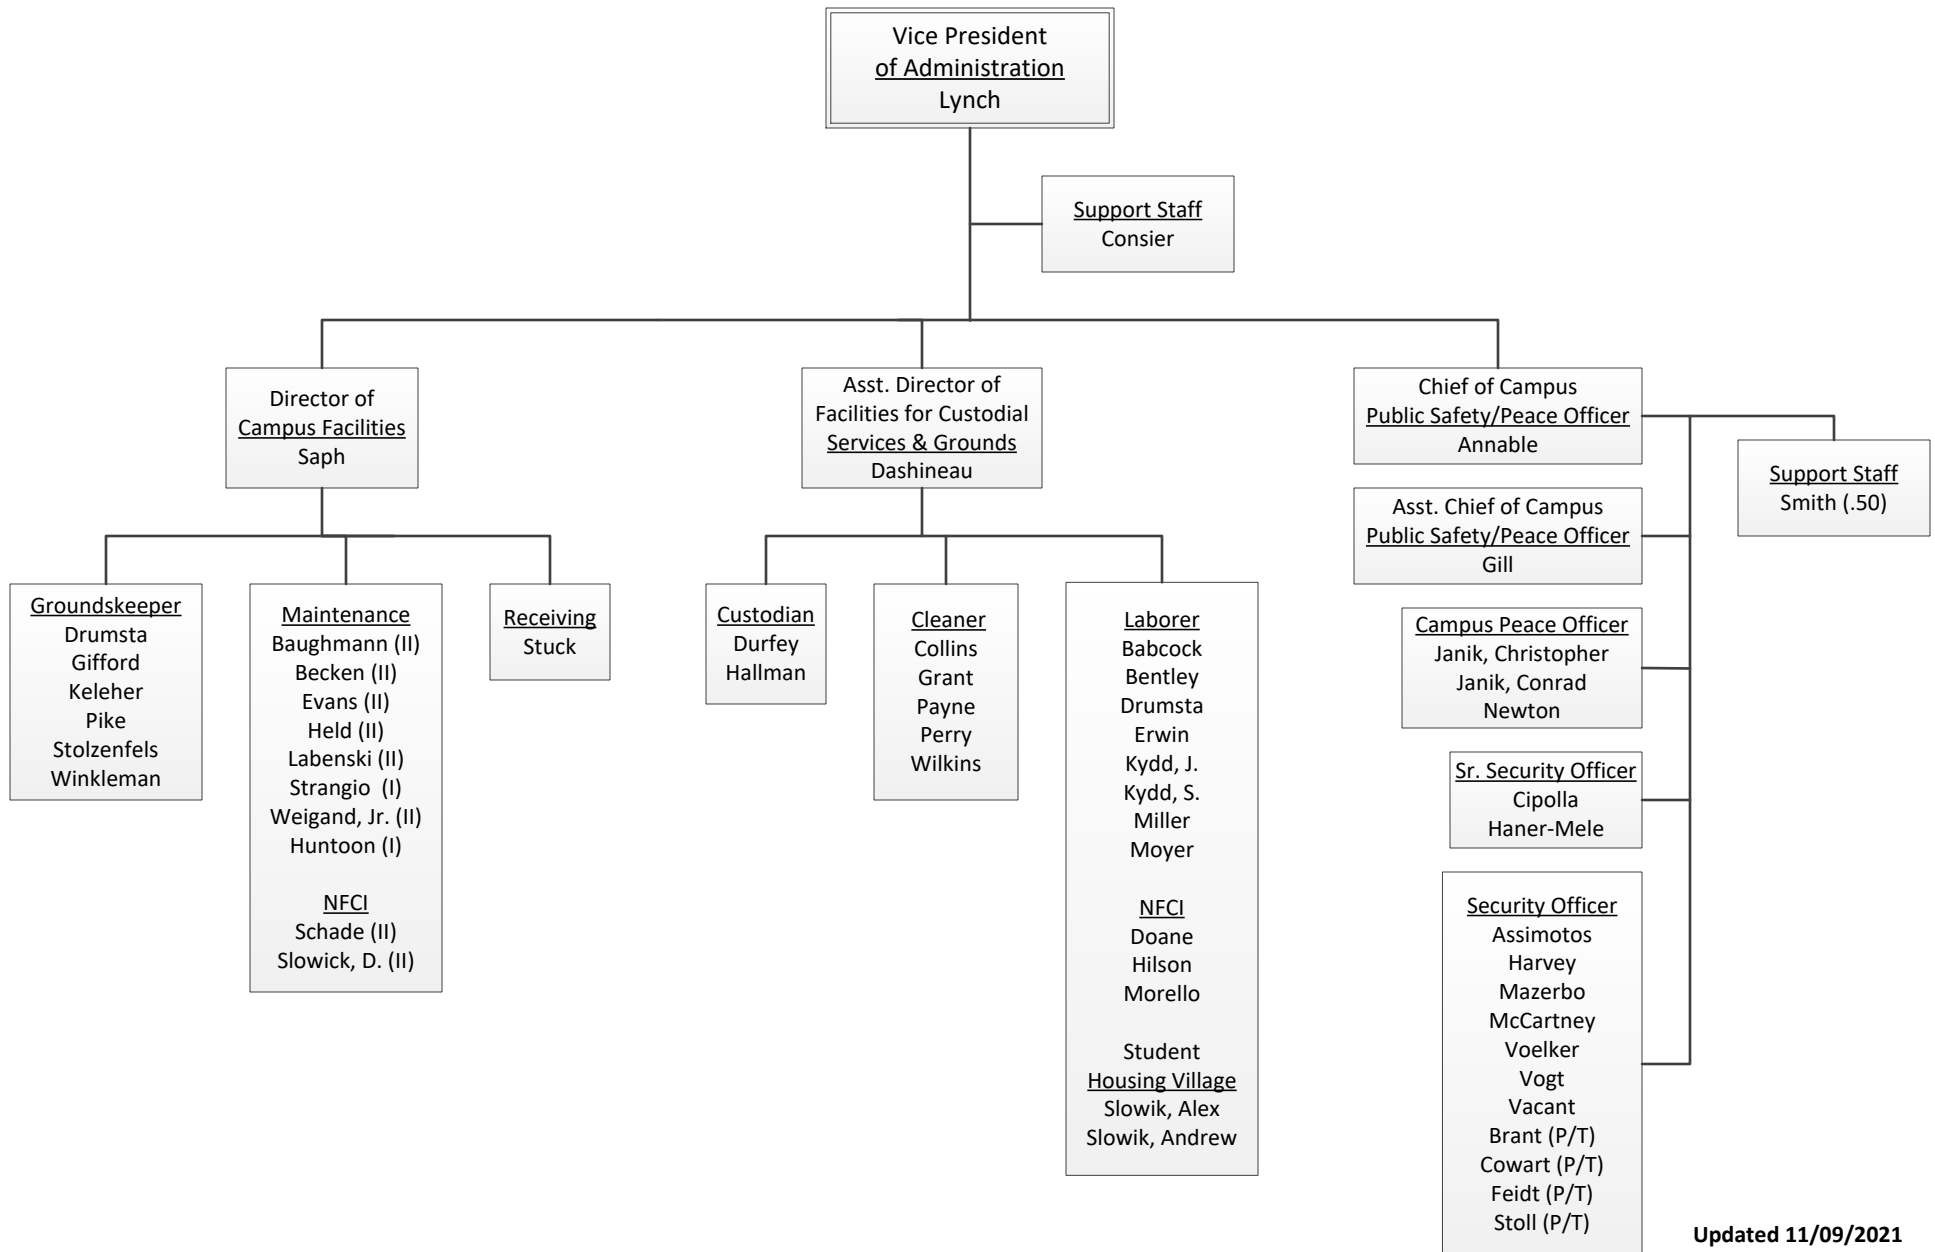 Vice President
of Administration
Lynch
Support Staff
Consier
Director of
Campus Facilities
Saph
Asst. Director of
Facilities for Custodial
Services & Grounds
Dashineau
Chief of Campus
Public Safety/Peace Officer
Annable
Support Staff
Smith (.50)
Asst. Chief of Campus
Public Safety/Peace Officer
Gill
Groundskeeper
Drumsta
Gifford
Keleher
Pike
Stolzenfels
Winkleman
Maintenance
Baughmann (II)
Becken (II)
Evans (II)
Held (II)
Labenski (II)
Strangio  (I)
Weigand, Jr. (II)
Huntoon (I)
NFCI
Schade (II)
Slowick, D. (II)
Receiving
Stuck
Custodian
Durfey
Hallman
Cleaner
Collins
Grant
Payne
Perry
Wilkins
Laborer
Babcock
Bentley
Drumsta
Erwin
Kydd, J.
Kydd, S.
Miller
Moyer
NFCI
Doane
Hilson
Morello
Student
Housing Village
Slowik, Alex
Slowik, Andrew
Campus Peace Officer
Janik, Christopher
Janik, Conrad
Newton
Sr. Security Officer
Cipolla
Haner-Mele
Security Officer
Assimotos
Harvey
Mazerbo
McCartney
Voelker
Vogt
Vacant
Brant (P/T)
Cowart (P/T)
Feidt (P/T)
Stoll (P/T)
Updated 11/09/2021